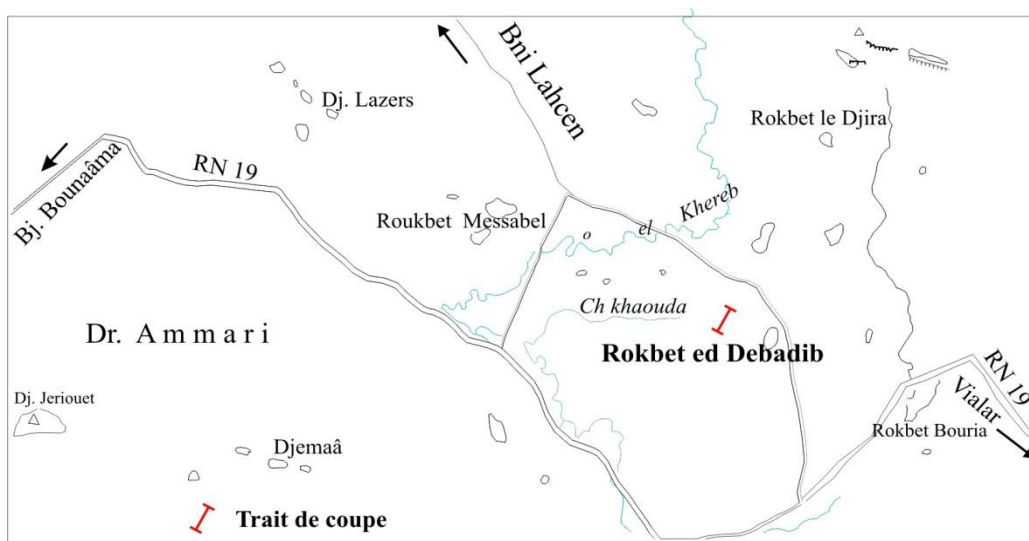 Bni Lahcen
Dj. Lazers
Rokbet le Djira
RN 19
Bj. Bounaâma
Khereb
Roukbet Messabel
o el
Ch khaouda
Dr. Ammari
Rokbet ed Debadib
RN 19
Vialar
Dj. Jeriouet
Rokbet Bouria
Djemaâ
Trait de coupe